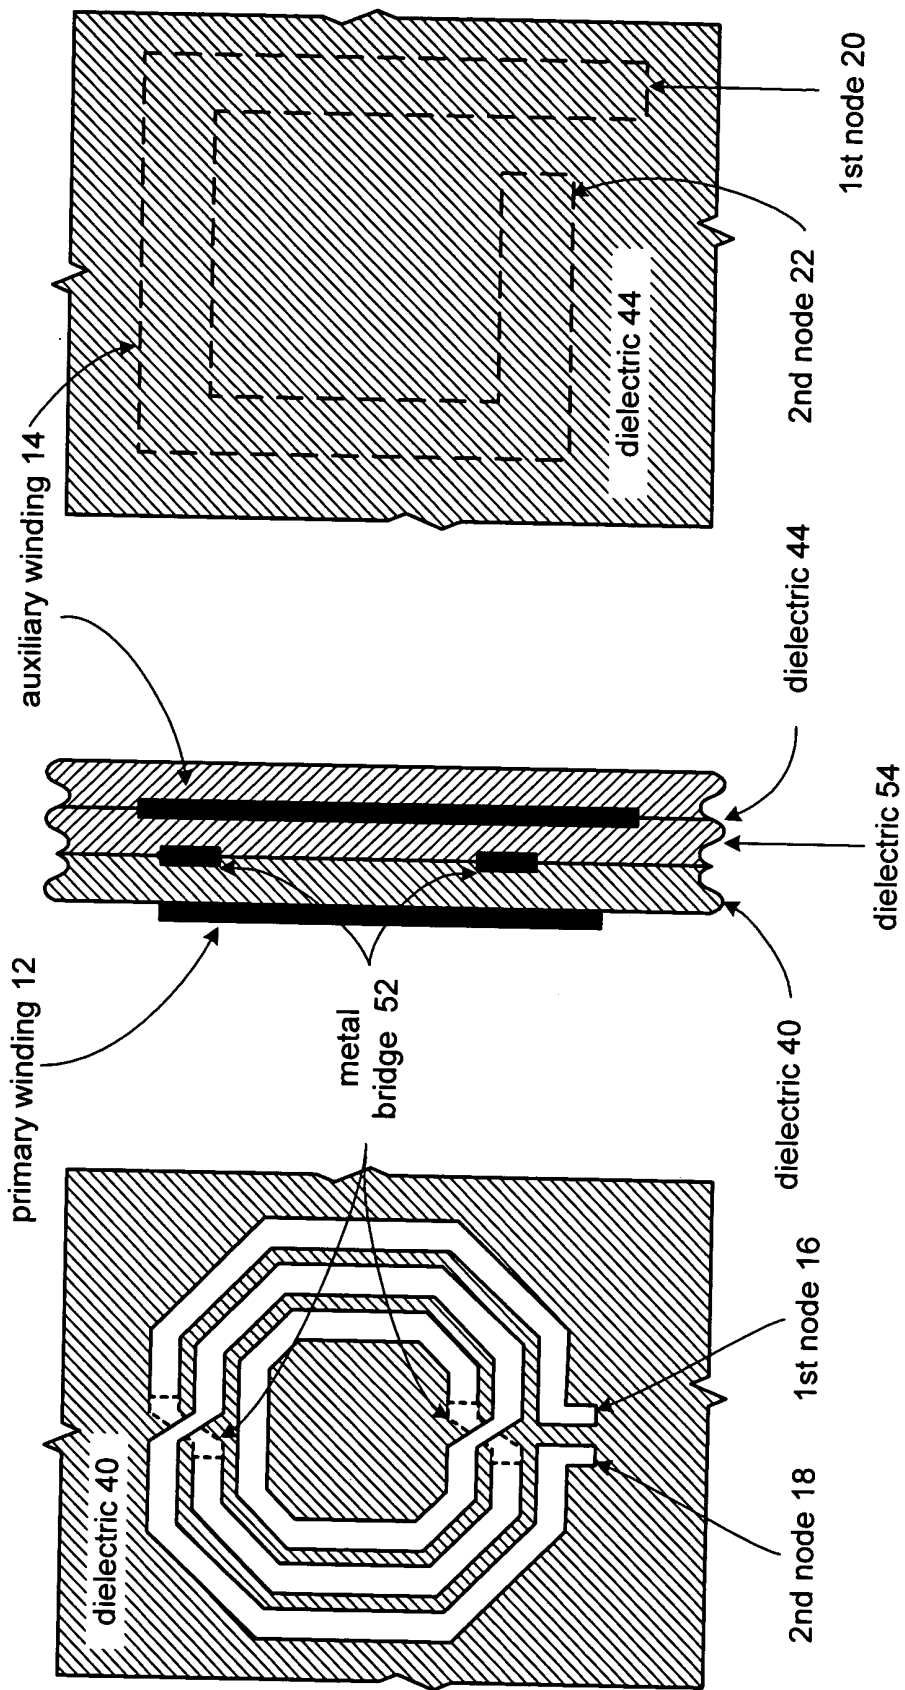 primary winding 12
auxiliary winding 14
dielectric 40
metal
bridge 52
dielectric 44
2nd node 18
1st node 16
dielectric 40
dielectric 54
dielectric 44
2nd node 22
1st node 20